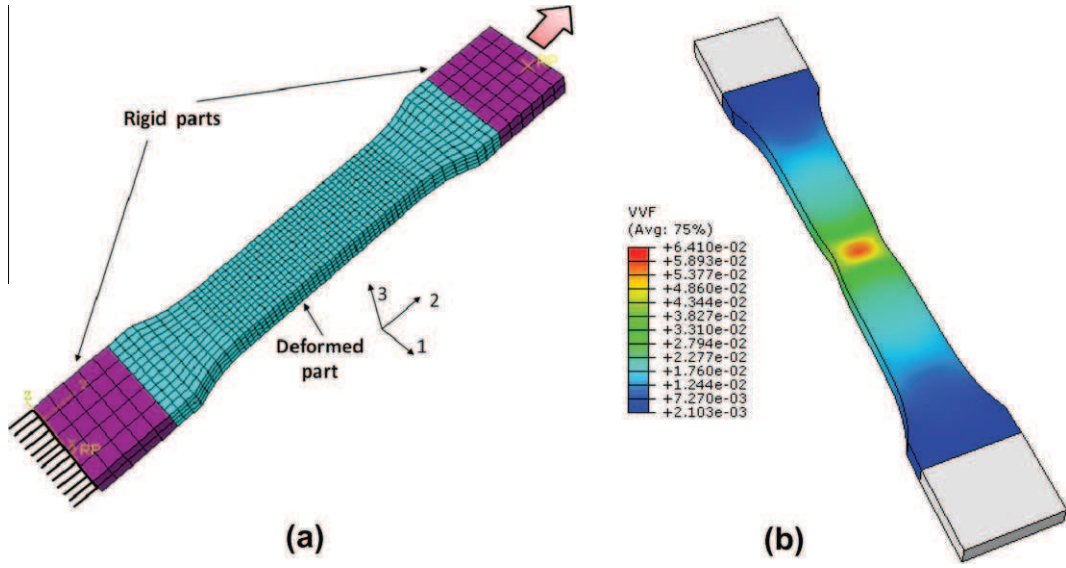 RP
Rigid parts
3
2
1
Deformed
part
RP
(a)
VVF
(Avg: 75%)
+6.410e-02
+5.893e-02
+5.377e-02
+4.860e-02
+4.344e-02
+3.827e-02
+3.310e-02
+2.794e-02
+2.277e-02
+1.760e-02
+1.244e-02
+7.270e-03
+2.103e-03
(b)